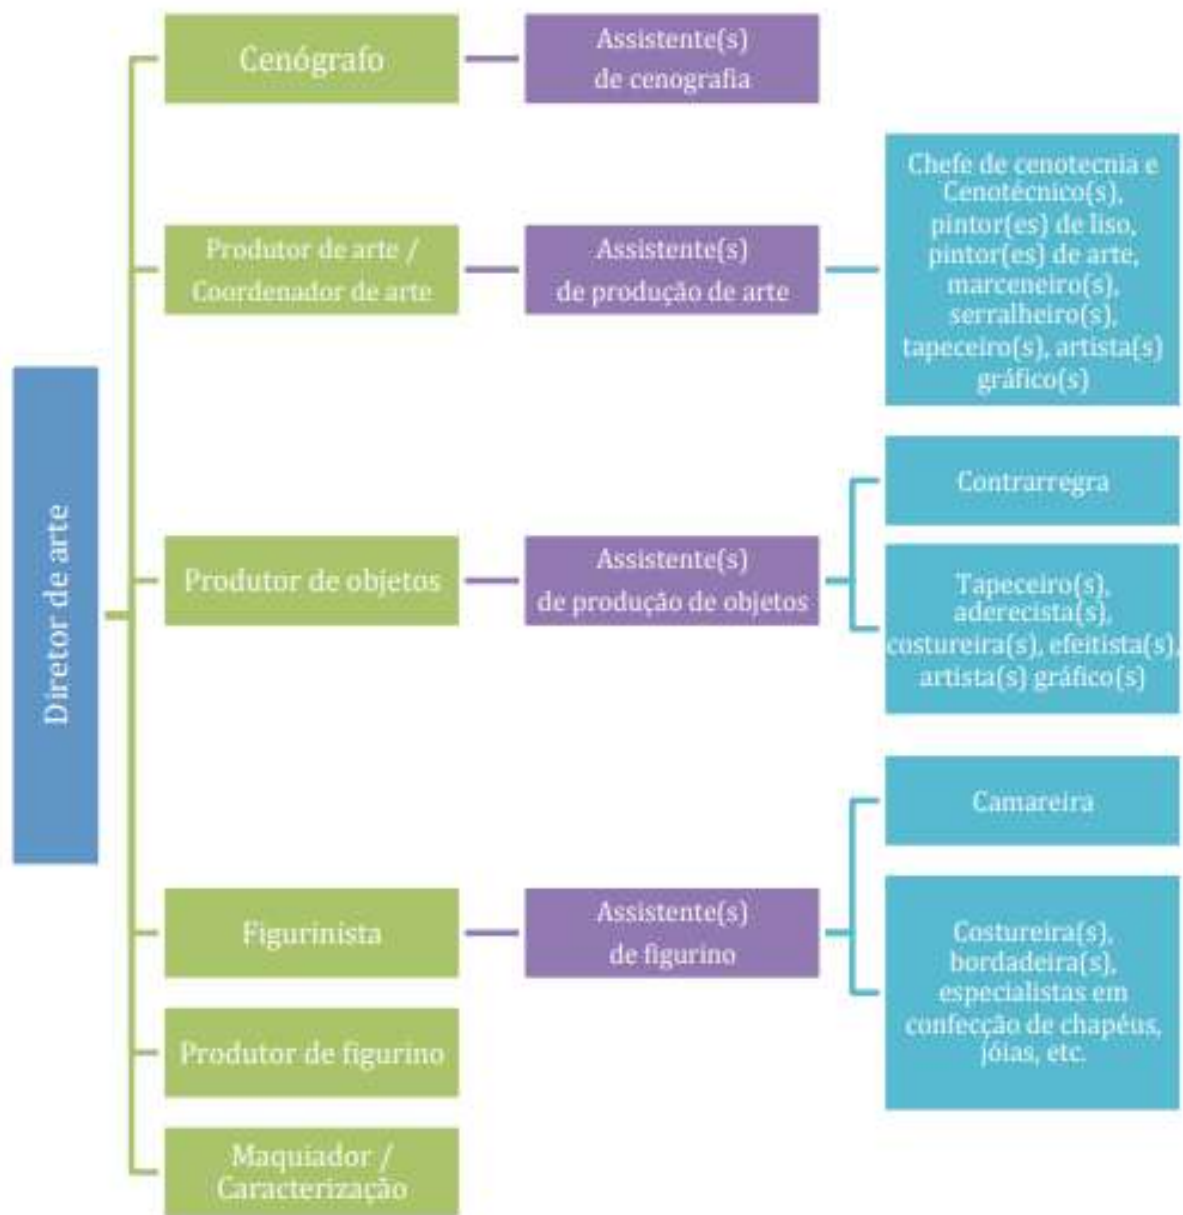 Diretor de arte
Cenógrafo
Assistente(s)
de cenografia
Produtor de arte /
Coordenador de arte
Assistente(s)
de produção de arte
Chefe de cenotecnia e
Cenotécnico(s),
pintor(es) de liso,
pintor(es) de arte,
marceneiro(s),
serralheiro(s),
tapeceiro(s), artista(s)
gráfico(s)
Produtor de objetos
Assistente(s)
de produção de objetos
Contrarregra
Tapeceiro(s),
aderecista(s),
costureira(s), efeitista(s),
artista(s) gráfico(s)
Figurinista
Assistente(s)
de figurino
Camareira
Costureira(s),
bordadeira(s),
especialistas em
confecção de chapéus,
jóias, etc.
Produtor de figurino
Maquiador /
Caracterização